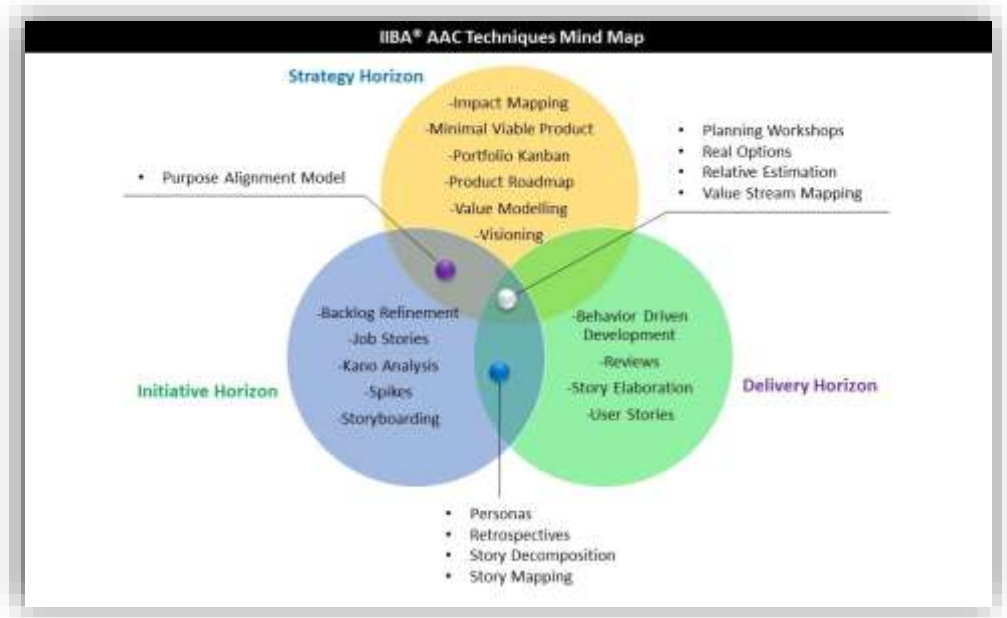 IIBA® AAC Techniques Mind Map
Strategy Horizon
-Impact Mapping
-Minimal Viable Product
-Portfolio Kanban
-Product Roadmap
-Value Modelling
-Visioning
• Planning Workshops
• Real Options
• Relative Estimation
• Value Stream Mapping
• Purpose Alignment Model
-Backlog Refinement
-Job Stories
-Kano Analysis
-Spikes
-Storyboarding
Initiative Horizon
-Behavior Driven
Development
-Reviews
-Story Elaboration
-User Stories
Delivery Horizon
• Personas
• Retrospectives
• Story Decomposition
• Story Mapping